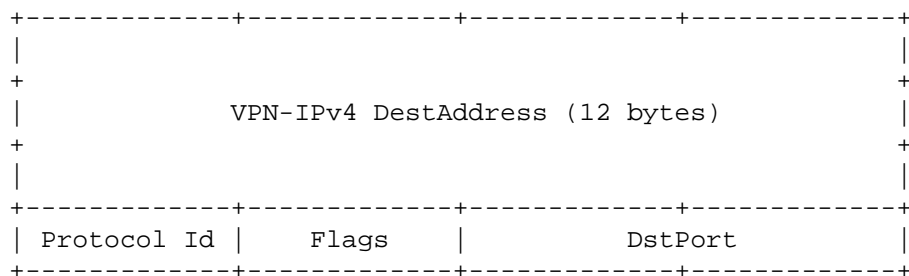 VPN-IPv4 DestAddress (12 bytes)
Protocol Id | Flags | DstPort